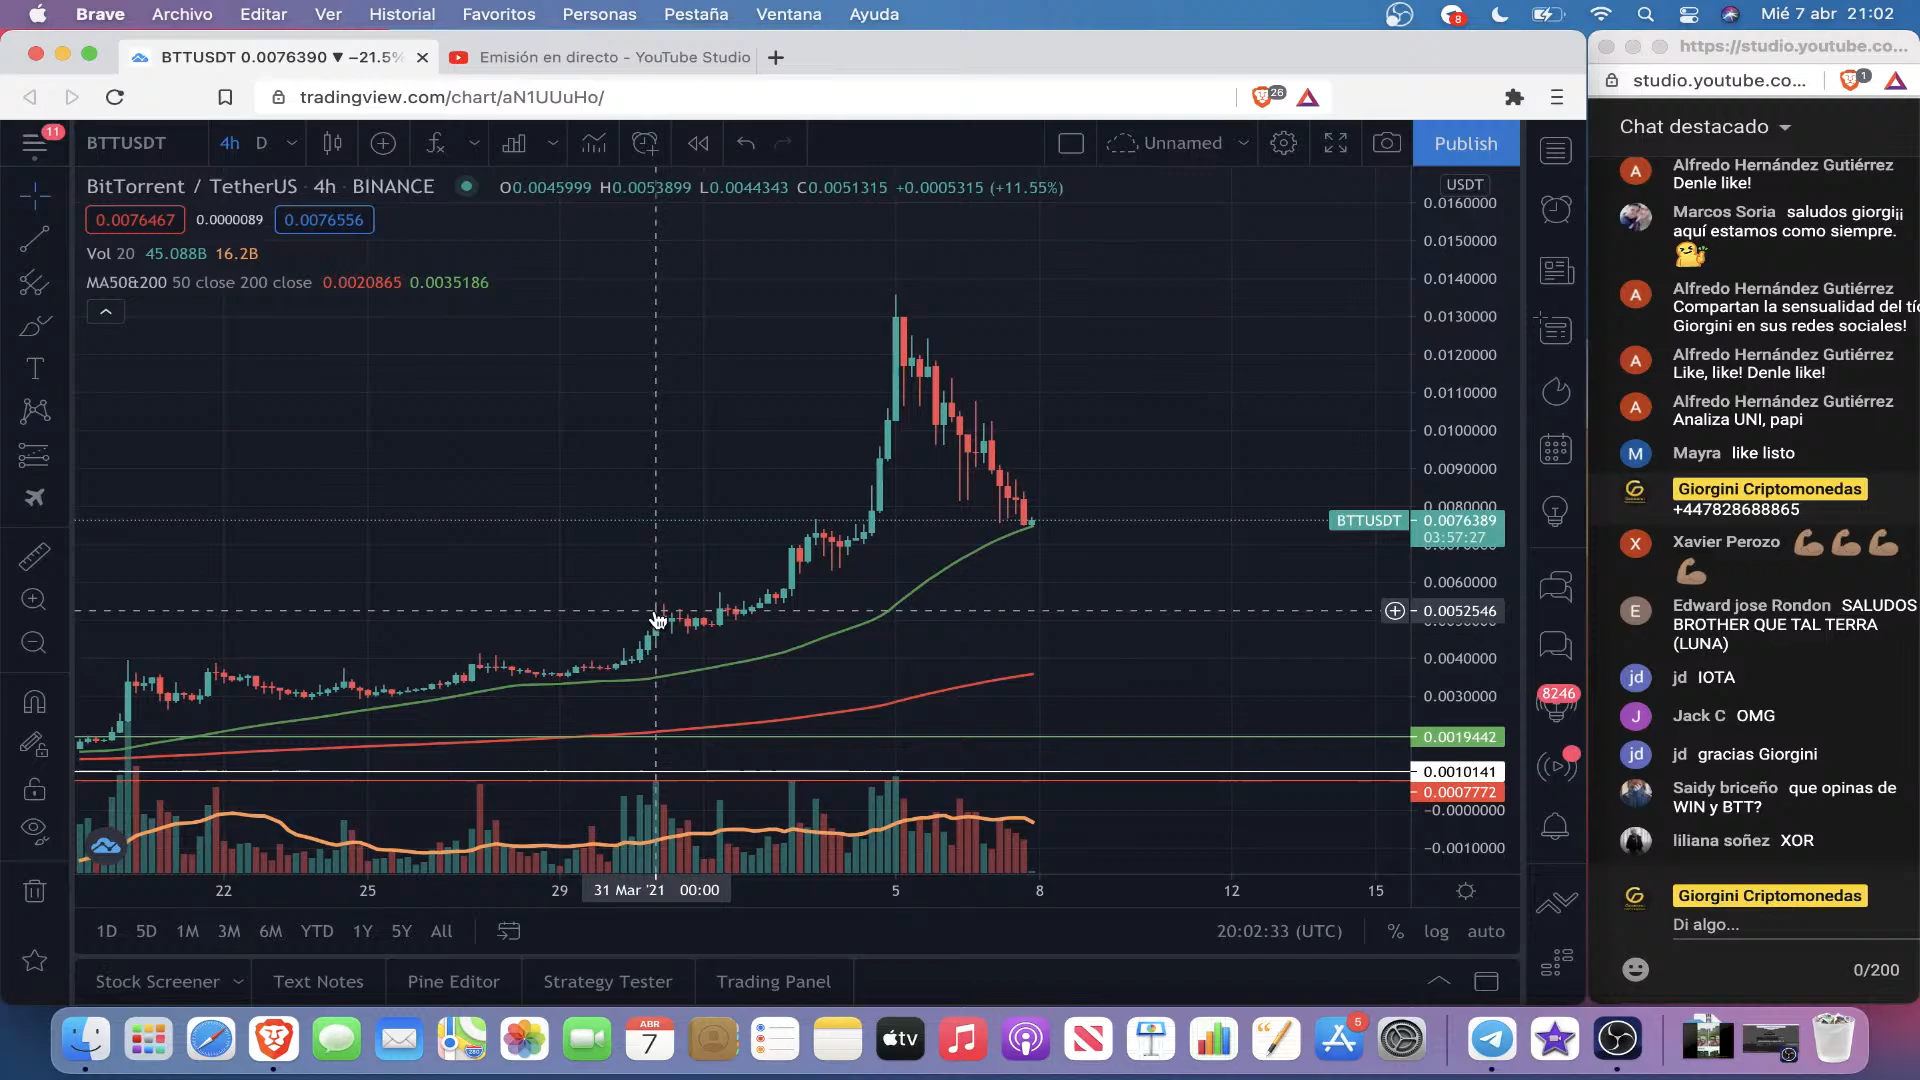 Brave Archivo Editar Ver Historial Favoritos Personas Pestaña Ventana Ayuda
8
Mié 7 abr 21:02
BTTUSDT 0.0076390 ▼ −21.5%
Emisión en directo - YouTube Studio
tradingview.com/chart/aN1UUuHo/
26
11
BTTUSDT 4h D
Unnamed
Publish
BitTorrent / TetherUS · 4h · BINANCE O0.0045999 H0.0053899 L0.0044343 C0.0051315 +0.0005315 (+11.55%)
0.0076467 0.0000089 0.0076556
Vol 20 45.088B 16.2B
MA50&200 50 close 200 close 0.0020865 0.0035186
USDT
0.0160000
0.0150000
0.0140000
0.0130000
0.0120000
0.0110000
0.0100000
0.0090000
0.0080000
BTTUSDT 0.0076389
03:57:27
0.0060000
0.0052546
0.0040000
0.0030000
0.0019442
0.0010141
0.0007772
−0.0000000
−0.0010000
22 25 29 31 Mar '21 00:00 5 8 12 15
1D 5D 1M 3M 6M YTD 1Y 5Y All
20:02:33 (UTC) % log auto
Stock Screener Text Notes Pine Editor Strategy Tester Trading Panel
8246
https://studio.youtube.co...
studio.youtube.co...
1
Chat destacado
Alfredo Hernández Gutiérrez
Denle like!
Marcos Soria saludos giorgi¡¡
aquí estamos como siempre.
Alfredo Hernández Gutiérrez
Compartan la sensualidad del tío
Giorgini en sus redes sociales!
Alfredo Hernández Gutiérrez
Like, like! Denle like!
Alfredo Hernández Gutiérrez
Analiza UNI, papi
Mayra like listo
Giorgini Criptomonedas
+447828688865
Xavier Perozo
Edward jose Rondon SALUDOS
BROTHER QUE TAL TERRA
(LUNA)
jd IOTA
Jack C OMG
jd gracias Giorgini
Saidy briceño que opinas de
WIN y BTT?
liliana soñez XOR
Giorgini Criptomonedas
Di algo...
0/200
ABR
7
280
tv
5